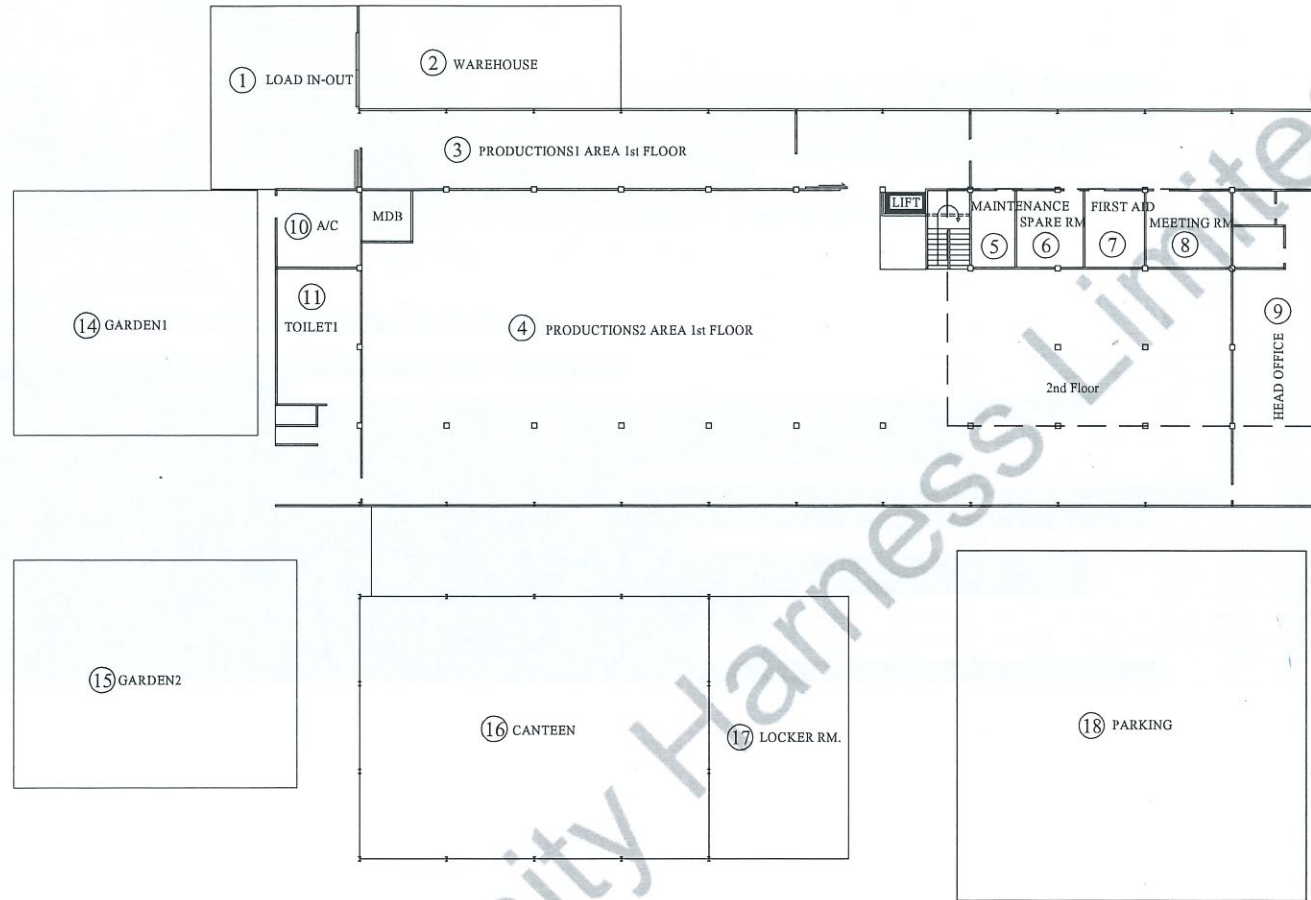 1 LOAD IN-OUT
2 WAREHOUSE
3 PRODUCTIONS1 AREA 1st FLOOR
10 A/C
MDB
LIFT
MAINTENANCE
5
SPARE RM
6
FIRST AID
7
MEETING RM
8
14 GARDEN1
11
TOILET1
4 PRODUCTIONS2 AREA 1st FLOOR
2nd Floor
9
HEAD OFFICE
15 GARDEN2
16 CANTEEN
17 LOCKER RM.
18 PARKING
Harness